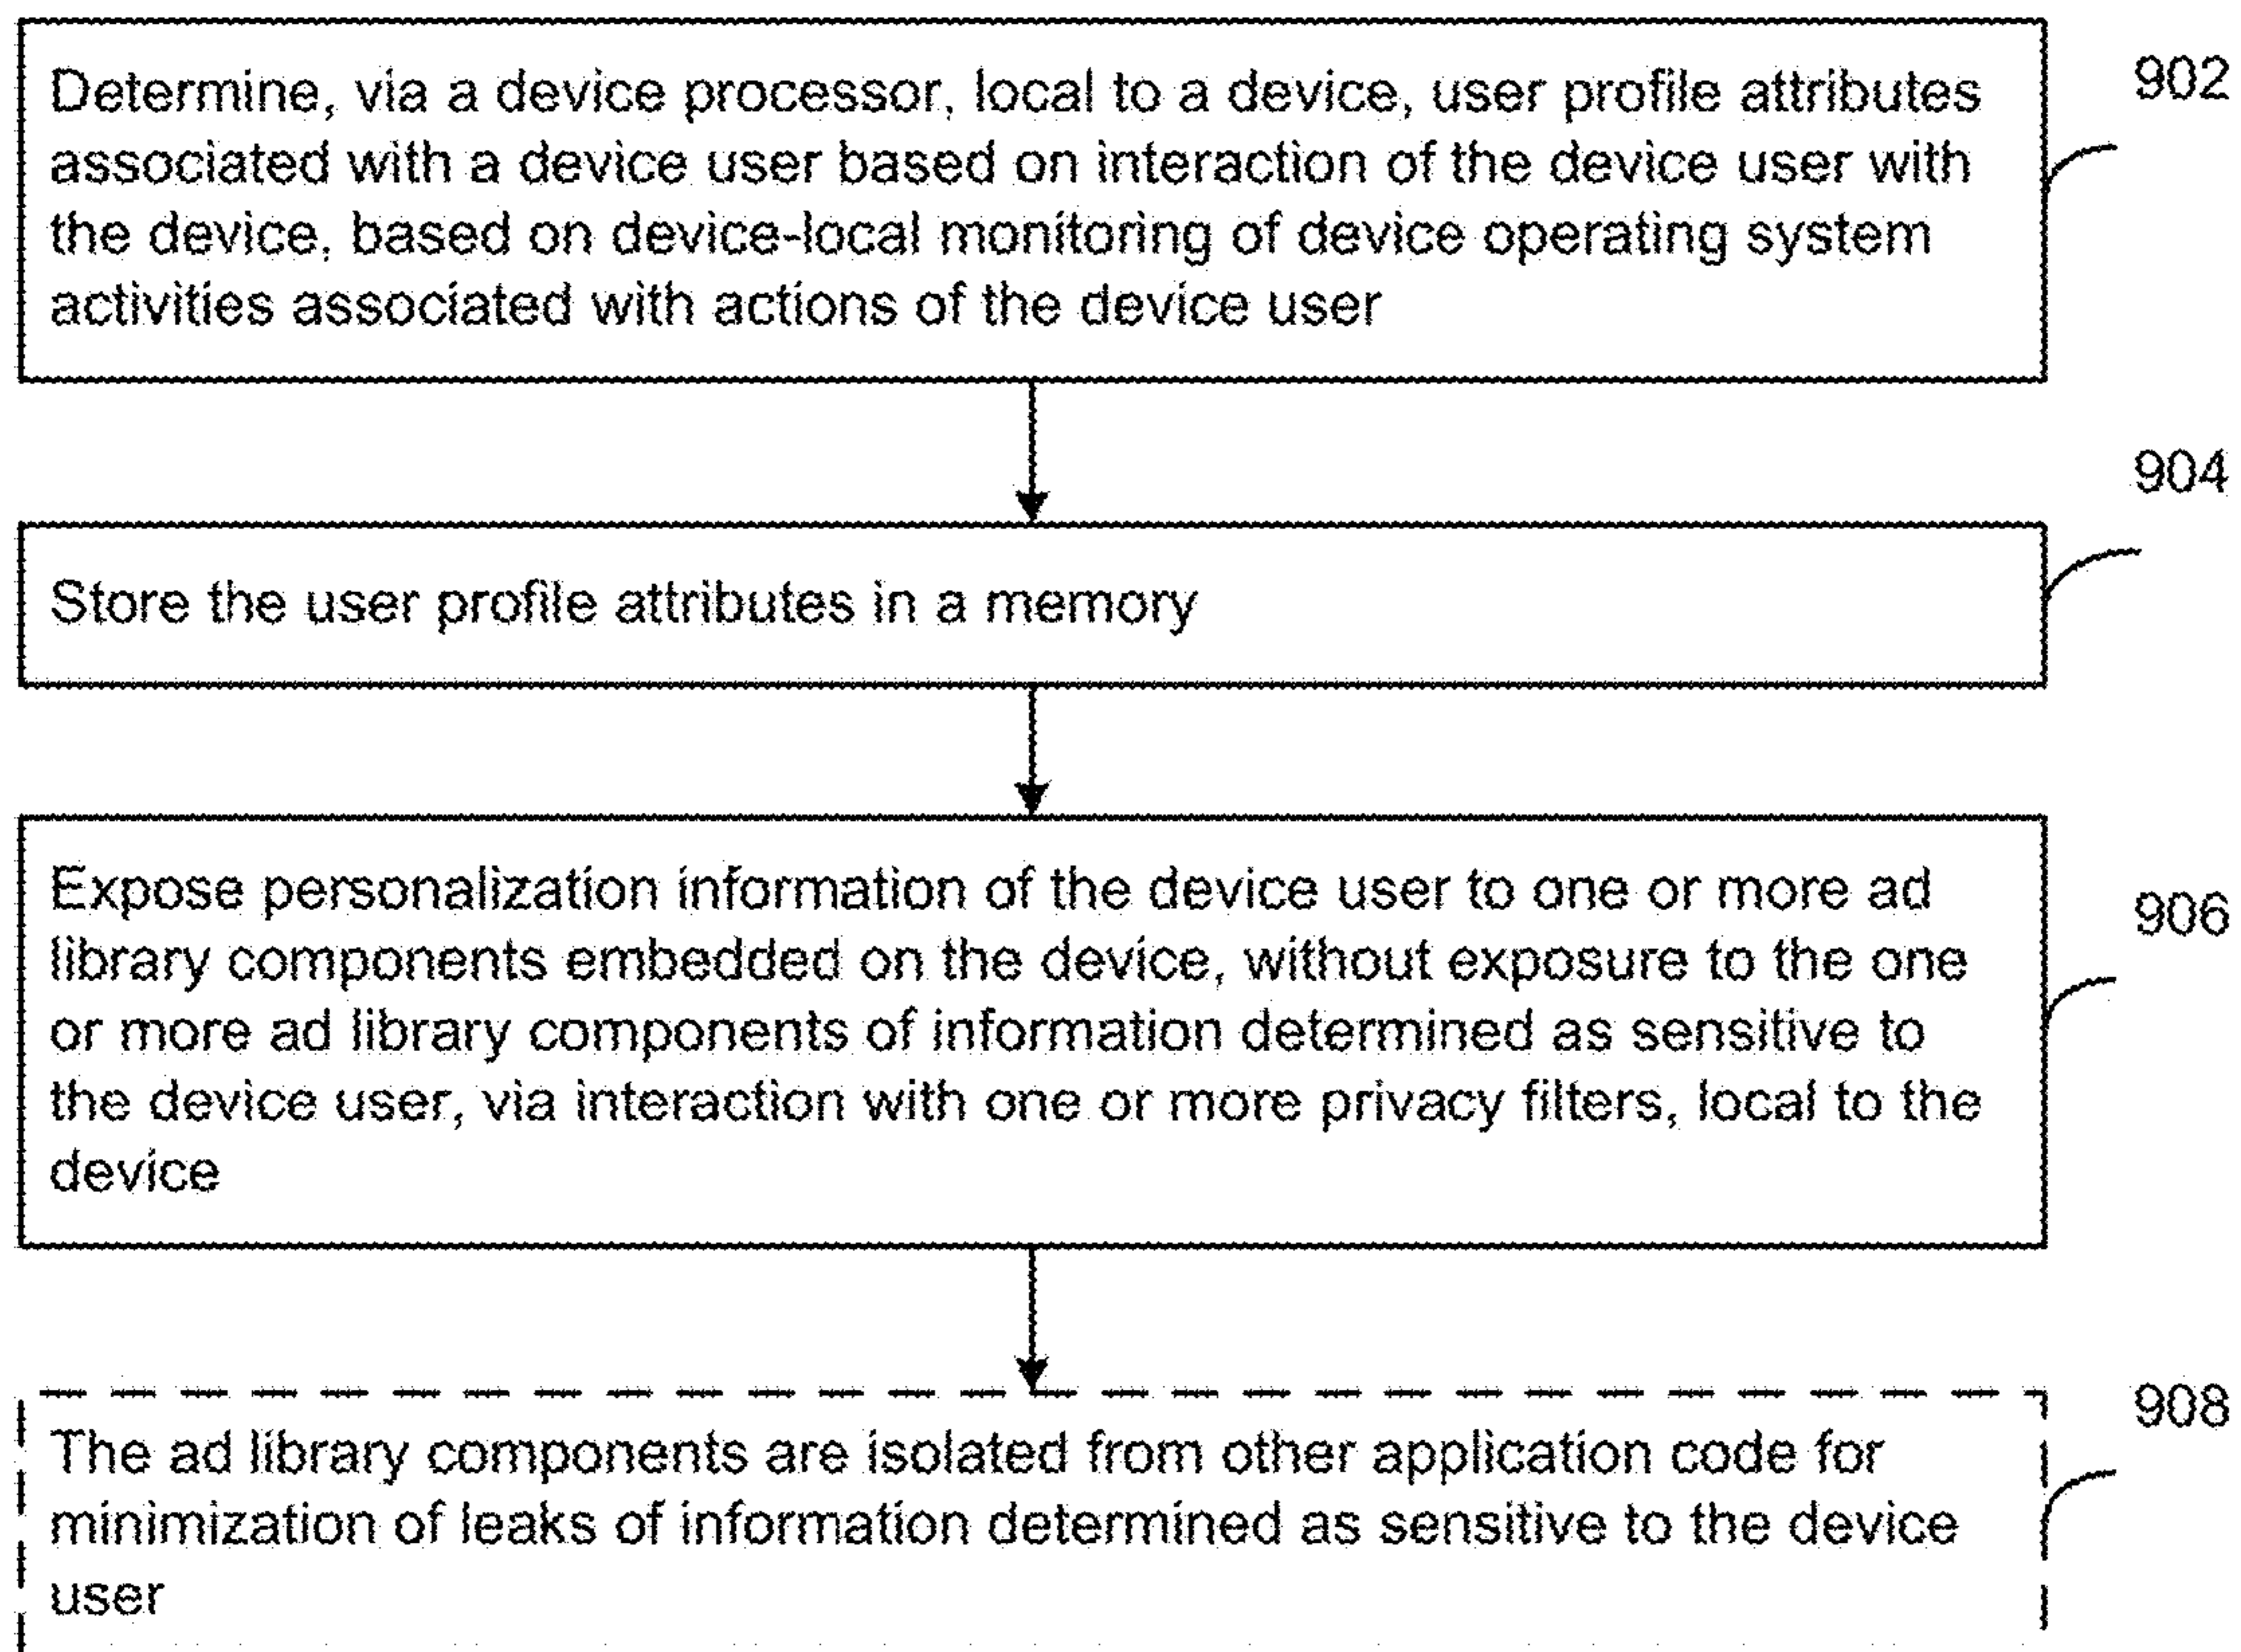 Determine, via a device processor, local to a device, user profile attributes
902
associated with a device user based on interaction of the device user with
the device, based on device-local monitoring of device operating system
activities associated with actions of the device user
904
Store the user profile attributes in a memory
Expose personalization information of the device user to one or more ad
906
library components embedded on the device, without exposure to the one
or more ad library components of information determined as sensitive to
the device user, via interaction with one or more privacy filters, local to the
device
908
The ad library components are isolated from other application code for
minimization of leaks of information determined as sensitive to the device
user